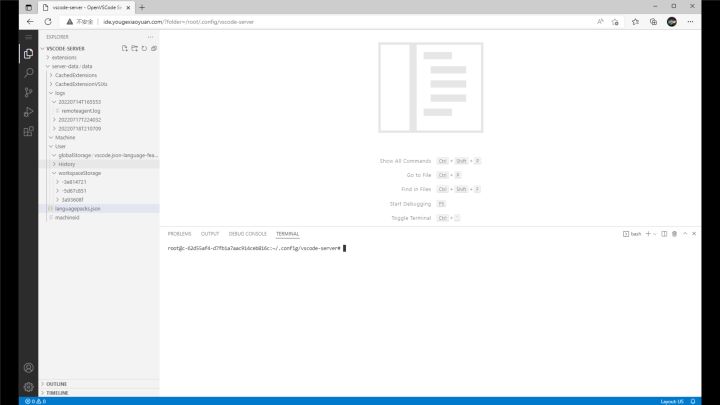 vscode-server - OpenVSCode Se
不安全 | ide.yougexiaoyuan.com/?folder=/root/.config/vscode-server
EXPLORER
VSCODE-SERVER
extensions
server-data / data
CachedExtensions
CachedExtensionVSIXs
logs
20220714T165553
remoteagent.log
20220717T224032
20220718T210709
Machine
User
globalStorage / vscode.json-language-fea...
History
workspaceStorage
-3a814721
-5d67c851
3a93608f
languagepacks.json
machineid
OUTLINE
TIMELINE
Show All Commands Ctrl + Shift + P
Go to File Ctrl + P
Find in Files Ctrl + Shift + F
Start Debugging F5
Toggle Terminal Ctrl + `
PROBLEMS OUTPUT DEBUG CONSOLE TERMINAL
bash
root@c-62d55af4-d7fb1a7aac914ceb816c:~/.config/vscode-server#
0 0
Layout: US